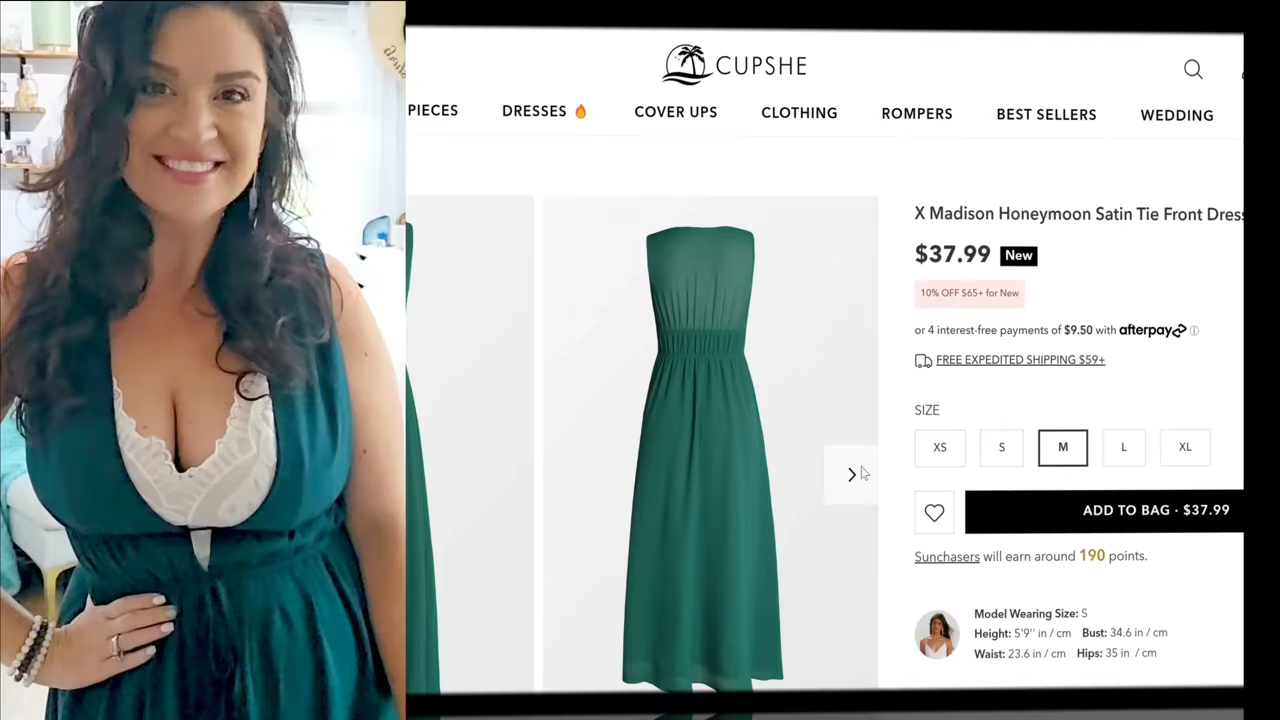 CUPSHE
PIECES DRESSES 🔥 COVER UPS CLOTHING ROMPERS BEST SELLERS WEDDING
X Madison Honeymoon Satin Tie Front Dress
$37.99 New
10% OFF $65+ for New
or 4 interest-free payments of $9.50 with afterpay
FREE EXPEDITED SHIPPING $59+
SIZE
XS S M L XL
ADD TO BAG · $37.99
Sunchasers will earn around 190 points.
Model Wearing Size: S
Height: 5'9'' in / cm Bust: 34.6 in / cm
Waist: 23.6 in / cm Hips: 35 in / cm